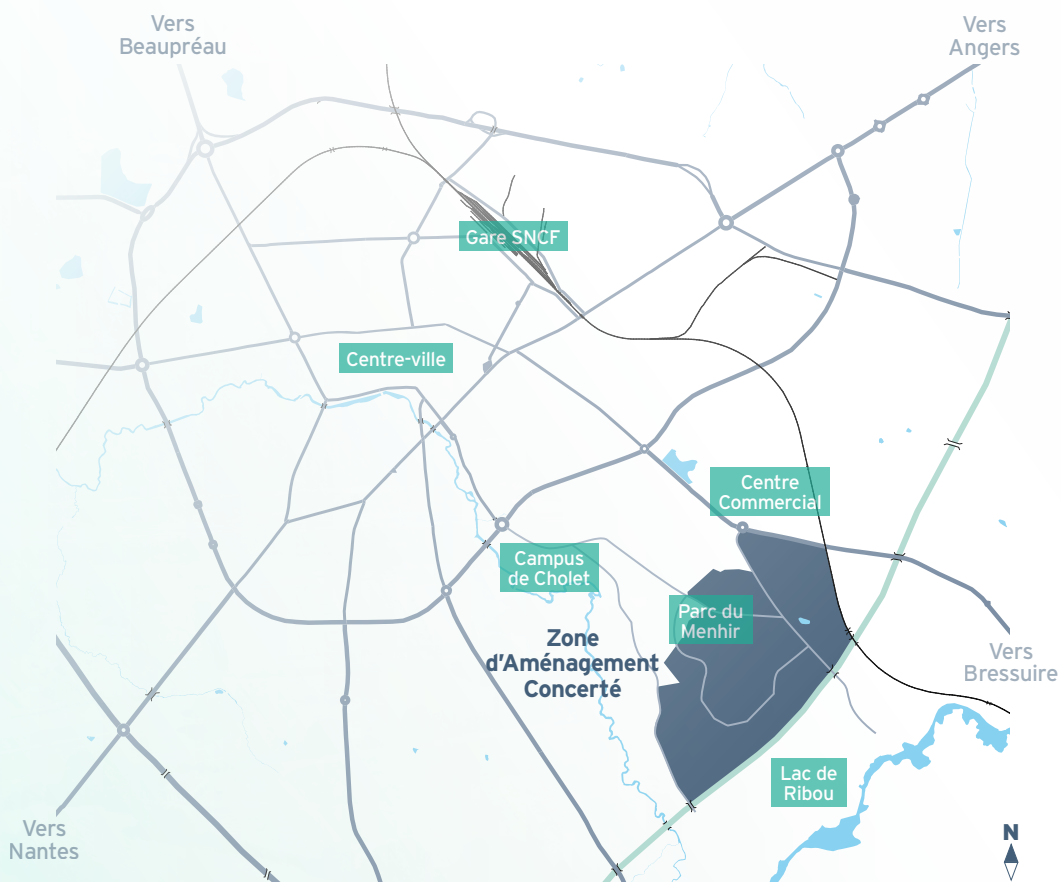 Vers
Beaupréau
Vers
Angers
Gare SNCF
Centre-ville
Centre
Commercial
Campus
de Cholet
Parc du
Menhir
Zone
d'Aménagement
Concerté
Vers
Bressuire
Lac de
Ribou
Vers
Nantes
N